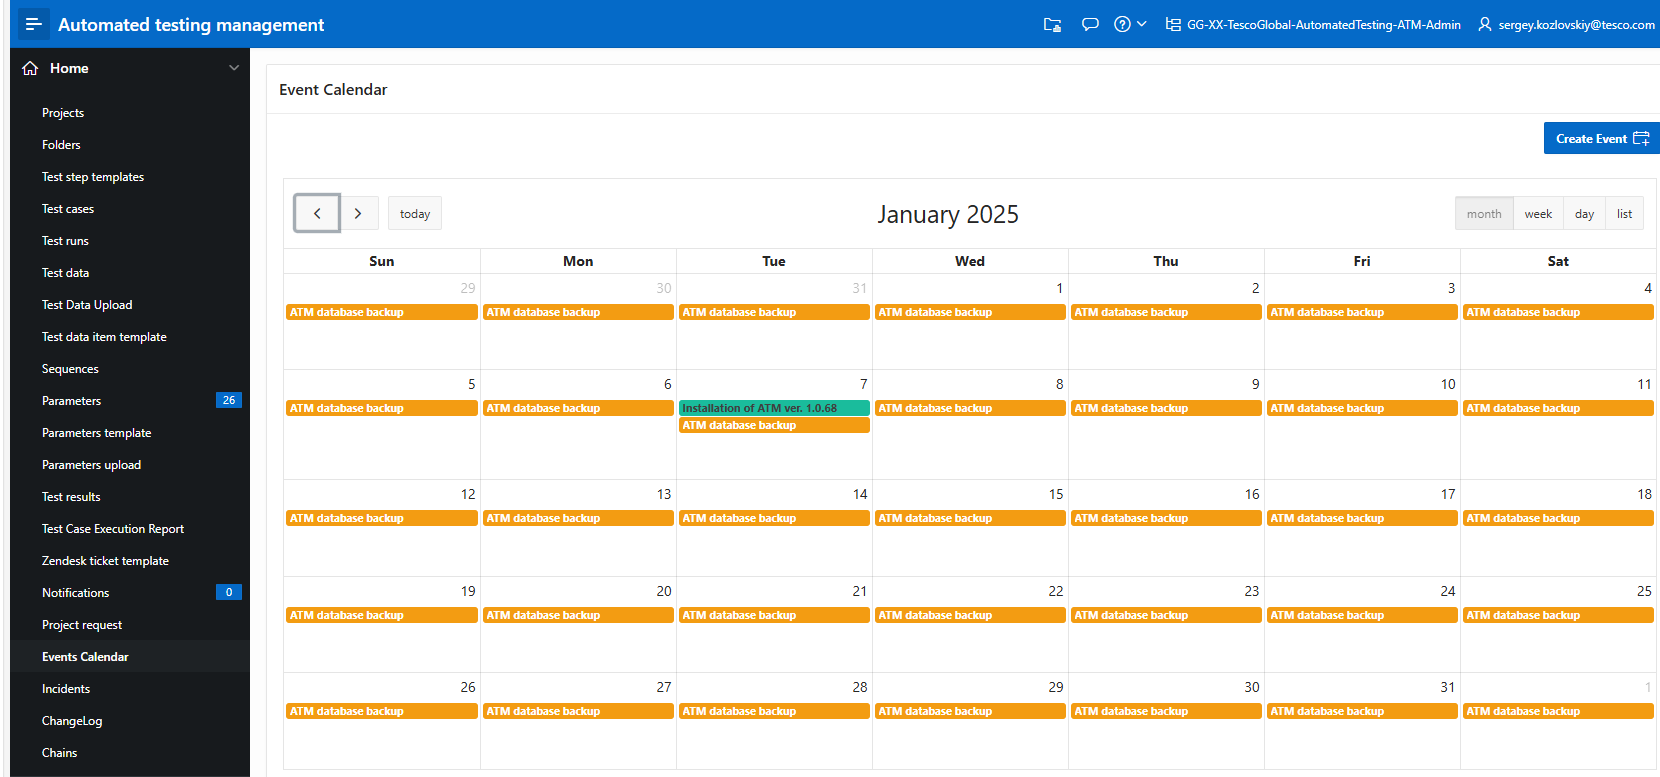 Automated testing management
GG-XX-TescoGlobal-AutomatedTesting-ATM-Admin
sergey.kozlovskiy@tesco.com
Home
Projects
Folders
Test step templates
Test cases
Test runs
Test data
Test Data Upload
Test data item template
Sequences
Parameters 26
Parameters template
Parameters upload
Test results
Test Case Execution Report
Zendesk ticket template
Notifications 0
Project request
Events Calendar
Incidents
ChangeLog
Chains
Event Calendar
Create Event
today
January 2025
month week day list
Sun Mon Tue Wed Thu Fri Sat
29 30 31 1 2 3 4
ATM database backup ATM database backup ATM database backup ATM database backup ATM database backup ATM database backup ATM database backup
5 6 7 8 9 10 11
ATM database backup ATM database backup Installation of ATM ver. 1.0.68 ATM database backup ATM database backup ATM database backup ATM database backup
ATM database backup
12 13 14 15 16 17 18
ATM database backup ATM database backup ATM database backup ATM database backup ATM database backup ATM database backup ATM database backup
19 20 21 22 23 24 25
ATM database backup ATM database backup ATM database backup ATM database backup ATM database backup ATM database backup ATM database backup
26 27 28 29 30 31 1
ATM database backup ATM database backup ATM database backup ATM database backup ATM database backup ATM database backup ATM database backup